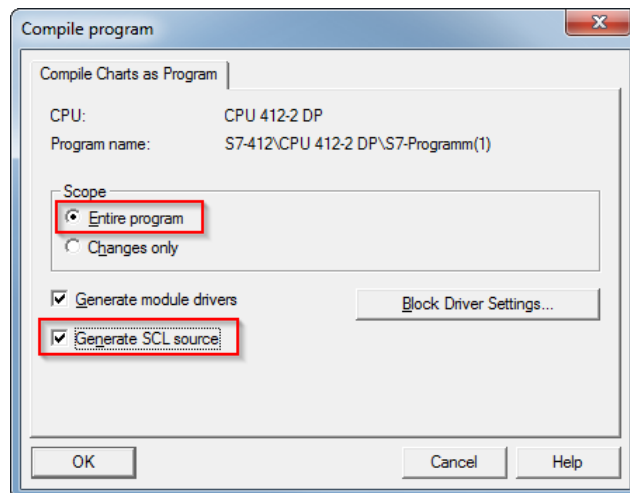 Compile program
Compile Charts as Program
CPU: CPU 412-2 DP
Program name: S7-412\CPU 412-2 DP\S7-Programm(1)
Scope
Entire program
Changes only
Generate module drivers
Block Driver Settings...
Generate SCL source
OK Cancel Help